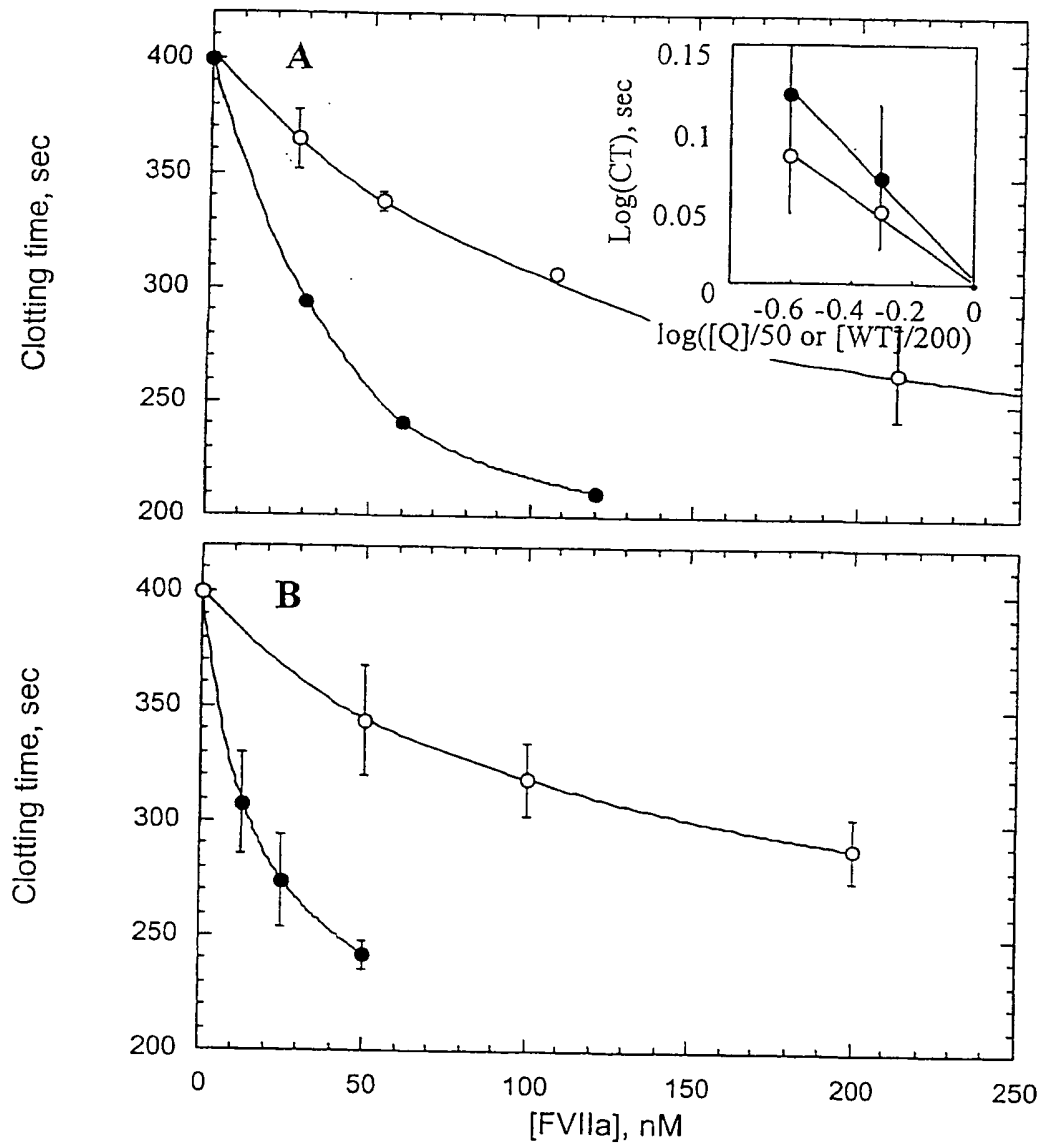 A
400
350
300
250
200
Clotting time, sec
0.15
0.1
0.05
0
Log(CT), sec
-0.6 -0.4 -0.2 0
log([Q]/50 or [WT]/200)
B
400
350
300
250
200
Clotting time, sec
0 50 100 150 200 250
[FVIIa], nM